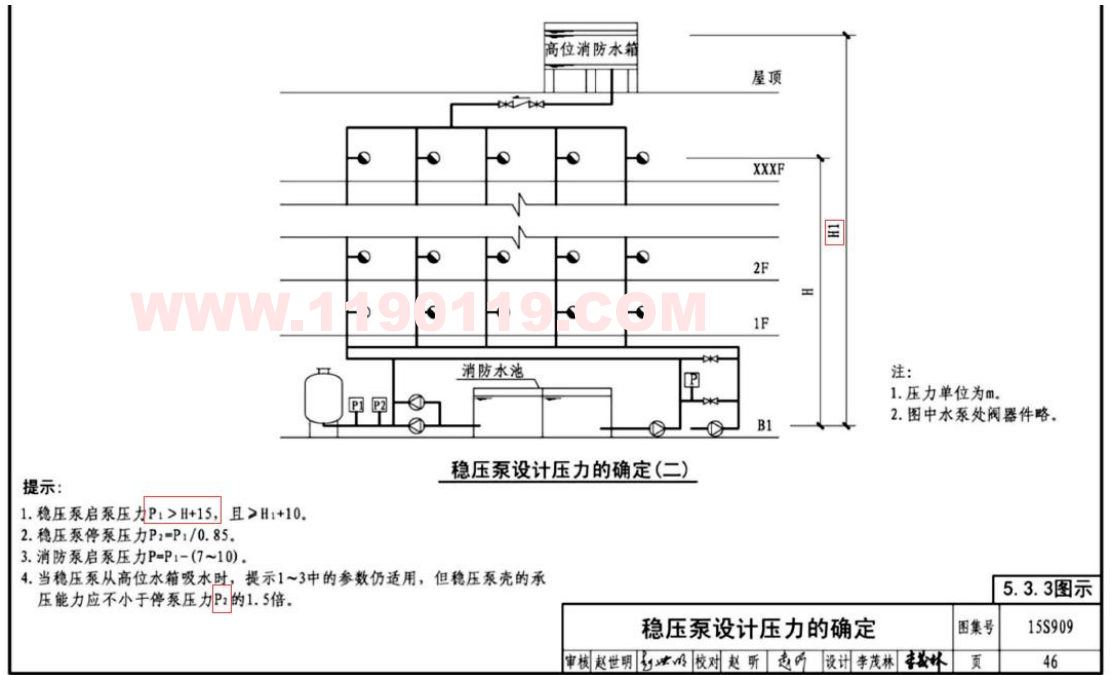 高位消防水箱
屋顶
XXXF
H1
2F
H
WWW.1190119.COM
1F
消防水池
P
P1 P2
B1
注:
1.压力单位为m。
2.图中水泵处阀器件略。
稳压泵设计压力的确定(二)
提示:
1.稳压泵启泵压力P₁>H+15,且≥H₁+10。
2.稳压泵停泵压力P₂=P₁/0.85。
3.消防泵启泵压力P=P₁-(7~10)。
4.当稳压泵从高位水箱吸水时,提示1~3中的参数仍适用,但稳压泵壳的承
压能力应不小于停泵压力P₂的1.5倍。
5.3.3图示
稳压泵设计压力的确定 图集号 15S909
审核 赵世明 校对 赵昕 设计 李茂林 李茂林 页 46